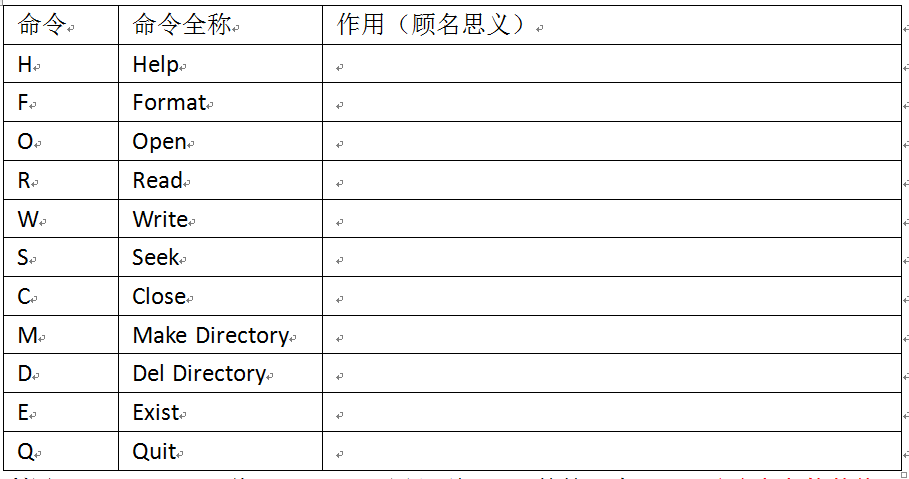 命令 命令全称 作用（顾名思义）
H Help
F Format
O Open
R Read
W Write
S Seek
C Close
M Make Directory
D Del Directory
E Exist
Q Quit